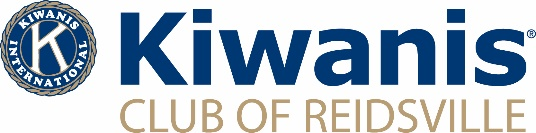 KIWANIS
K
INTERNATIONAL
Kiwanis®
CLUB OF REIDSVILLE